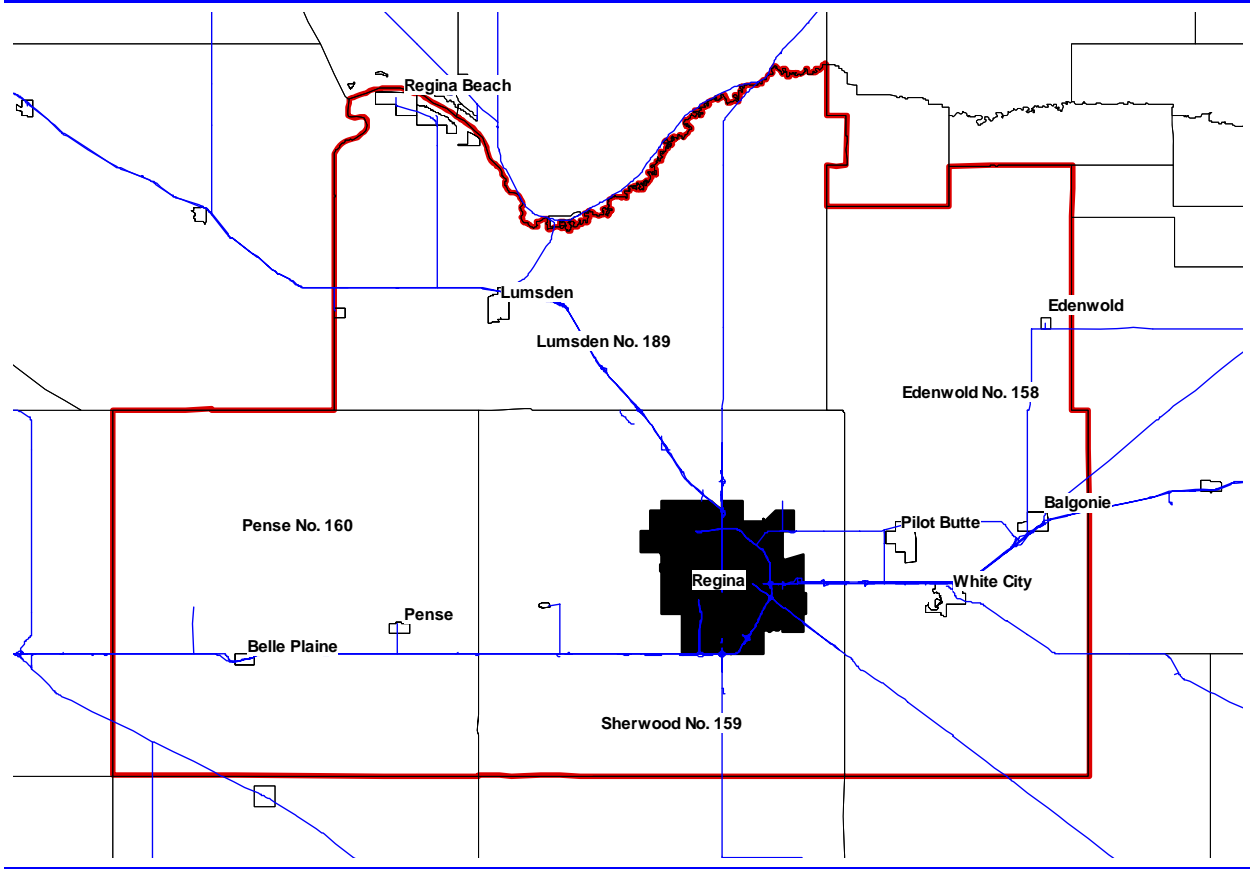 Regina Beach
Lumsden
Edenwold
Lumsden No. 189
Edenwold No. 158
Balgonie
Pense No. 160
Pilot Butte
Regina
White City
Pense
Belle Plaine
Sherwood No. 159